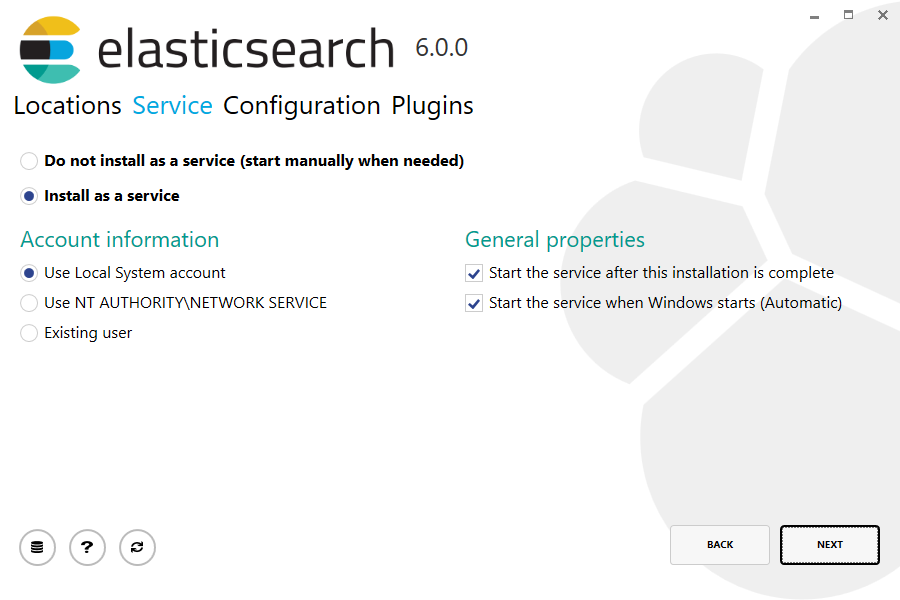 elasticsearch 6.0.0
Locations Service Configuration Plugins
Do not install as a service (start manually when needed)
Install as a service
Account information
Use Local System account
Use NT AUTHORITY\NETWORK SERVICE
Existing user
General properties
Start the service after this installation is complete
Start the service when Windows starts (Automatic)
?
BACK
NEXT